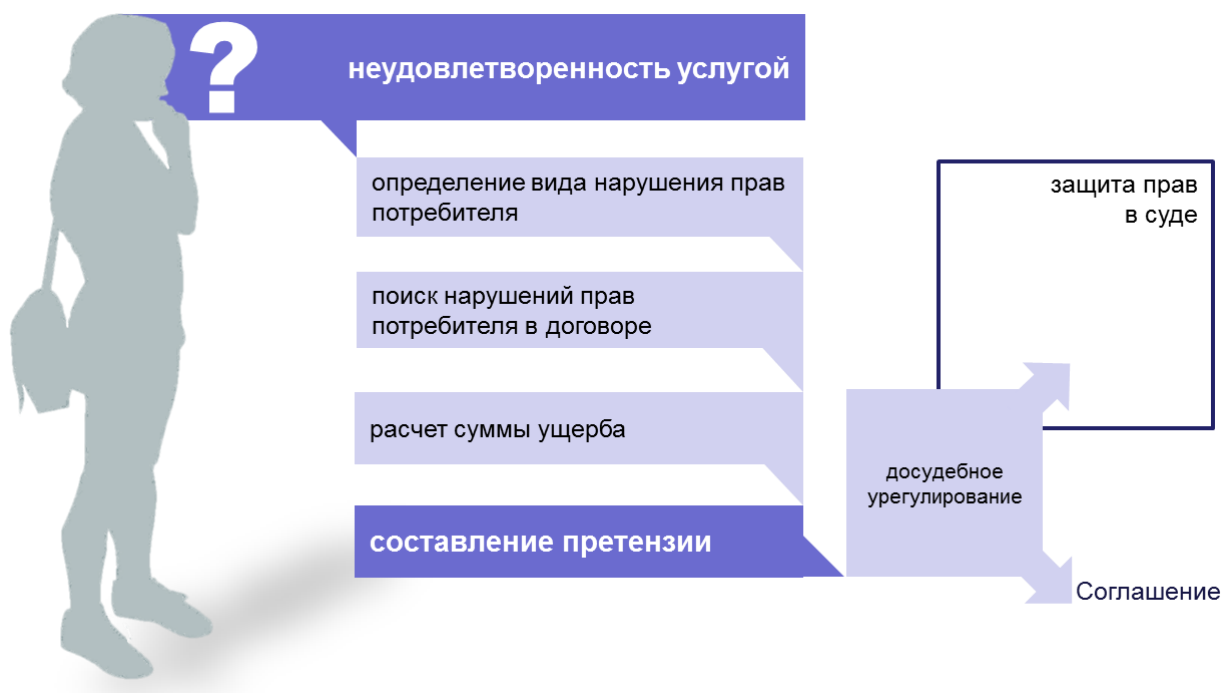 ?
неудовлетворенность услугой
определение вида нарушения прав
потребителя
поиск нарушений прав
потребителя в договоре
расчет суммы ущерба
составление претензии
досудебное
урегулирование
защита прав
в суде
Соглашение